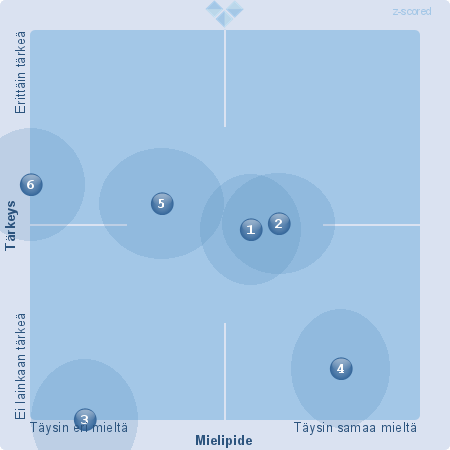 z-scored
Erittäin tärkeä
6
5
2
1
Tärkeys
4
Ei lainkaan tärkeä
3
Täysin eri mieltä
Täysin samaa mieltä
Mielipide